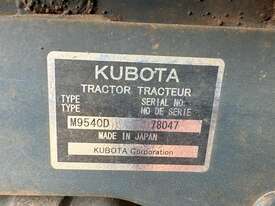 KUBOTA
TRACTOR TRACTEUR
TYPE SERIAL NO.
TYPE NO DE SERIE
M9540D 78047
MADE IN JAPAN
KUBOTA Corporation